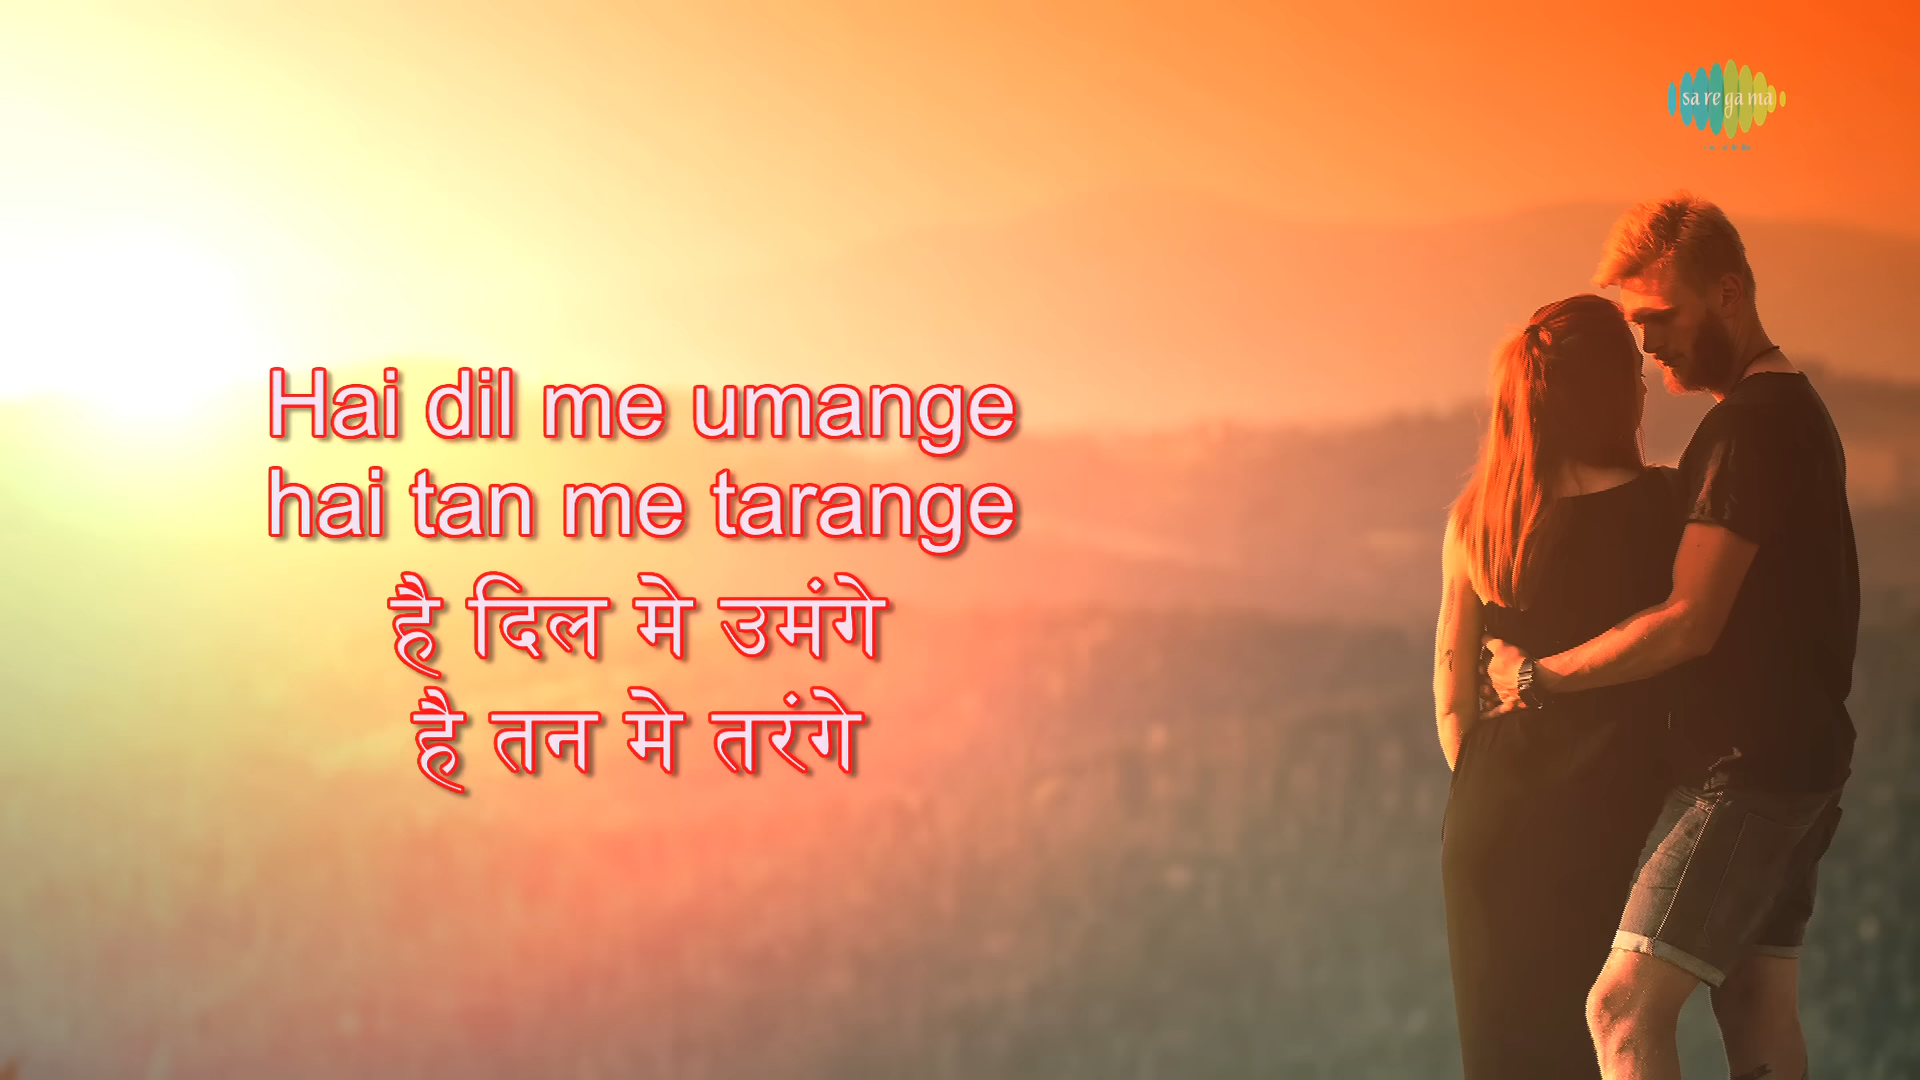 sa re ga ma
Hai dil me umange
hai tan me tarange
है दिल मे उमंगे
है तन मे तरंगे